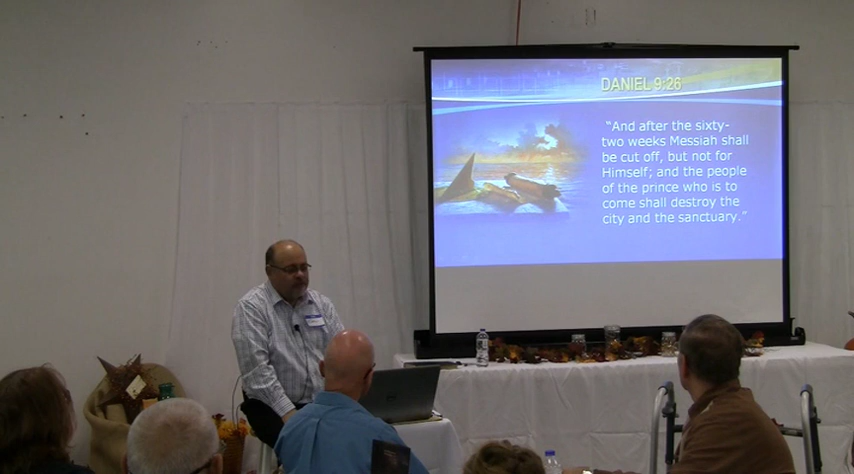 DANIEL 9:26
“And after the sixty-
two weeks Messiah shall
be cut off, but not for
Himself; and the people
of the prince who is to
come shall destroy the
city and the sanctuary.”